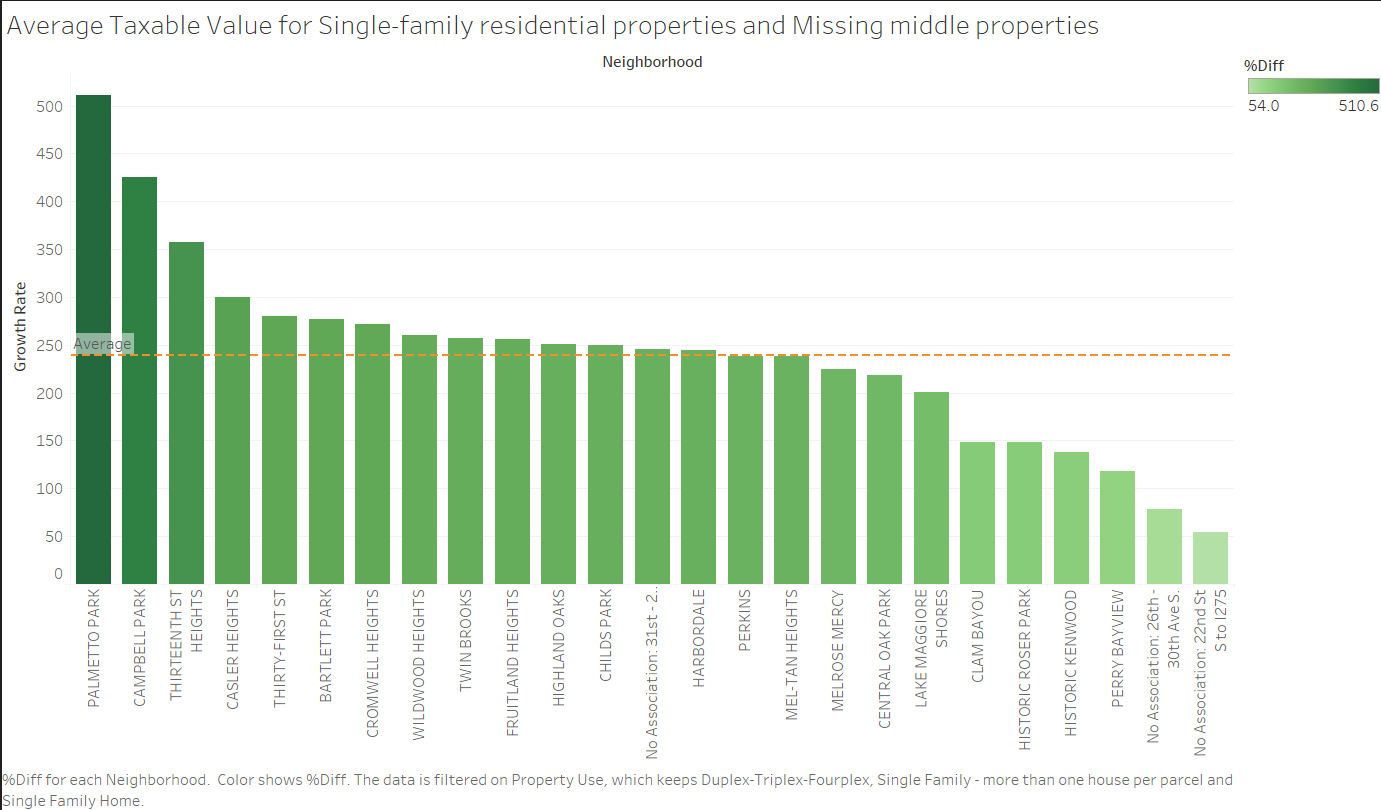 Average Taxable Value for Single-family residential properties and Missing middle properties
Neighborhood
%Diff
54.0
510.6
Growth Rate
500
450
400
350
300
250
200
150
100
50
0
Average
PALMETTO PARK
CAMPBELL PARK
THIRTEENTH ST
HEIGHTS
CASLER HEIGHTS
THIRTY-FIRST ST
BARTLETT PARK
CROMWELL HEIGHTS
WILDWOOD HEIGHTS
TWIN BROOKS
FRUITLAND HEIGHTS
HIGHLAND OAKS
CHILDS PARK
No Association: 31st - 2..
HARBORDALE
PERKINS
MEL-TAN HEIGHTS
MELROSE MERCY
CENTRAL OAK PARK
LAKE MAGGIORE
SHORES
CLAM BAYOU
HISTORIC ROSER PARK
HISTORIC KENWOOD
PERRY BAYVIEW
No Association: 26th -
30th Ave S.
No Association: 22nd St
S to I275
%Diff for each Neighborhood.  Color shows %Diff. The data is filtered on Property Use, which keeps Duplex-Triplex-Fourplex, Single Family - more than one house per parcel and
Single Family Home.